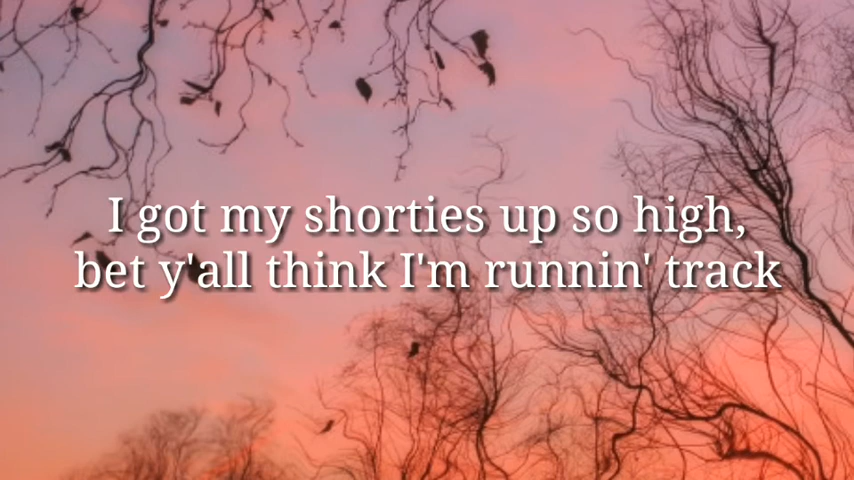 I got my shorties up so high,
bet y'all think I'm runnin' track